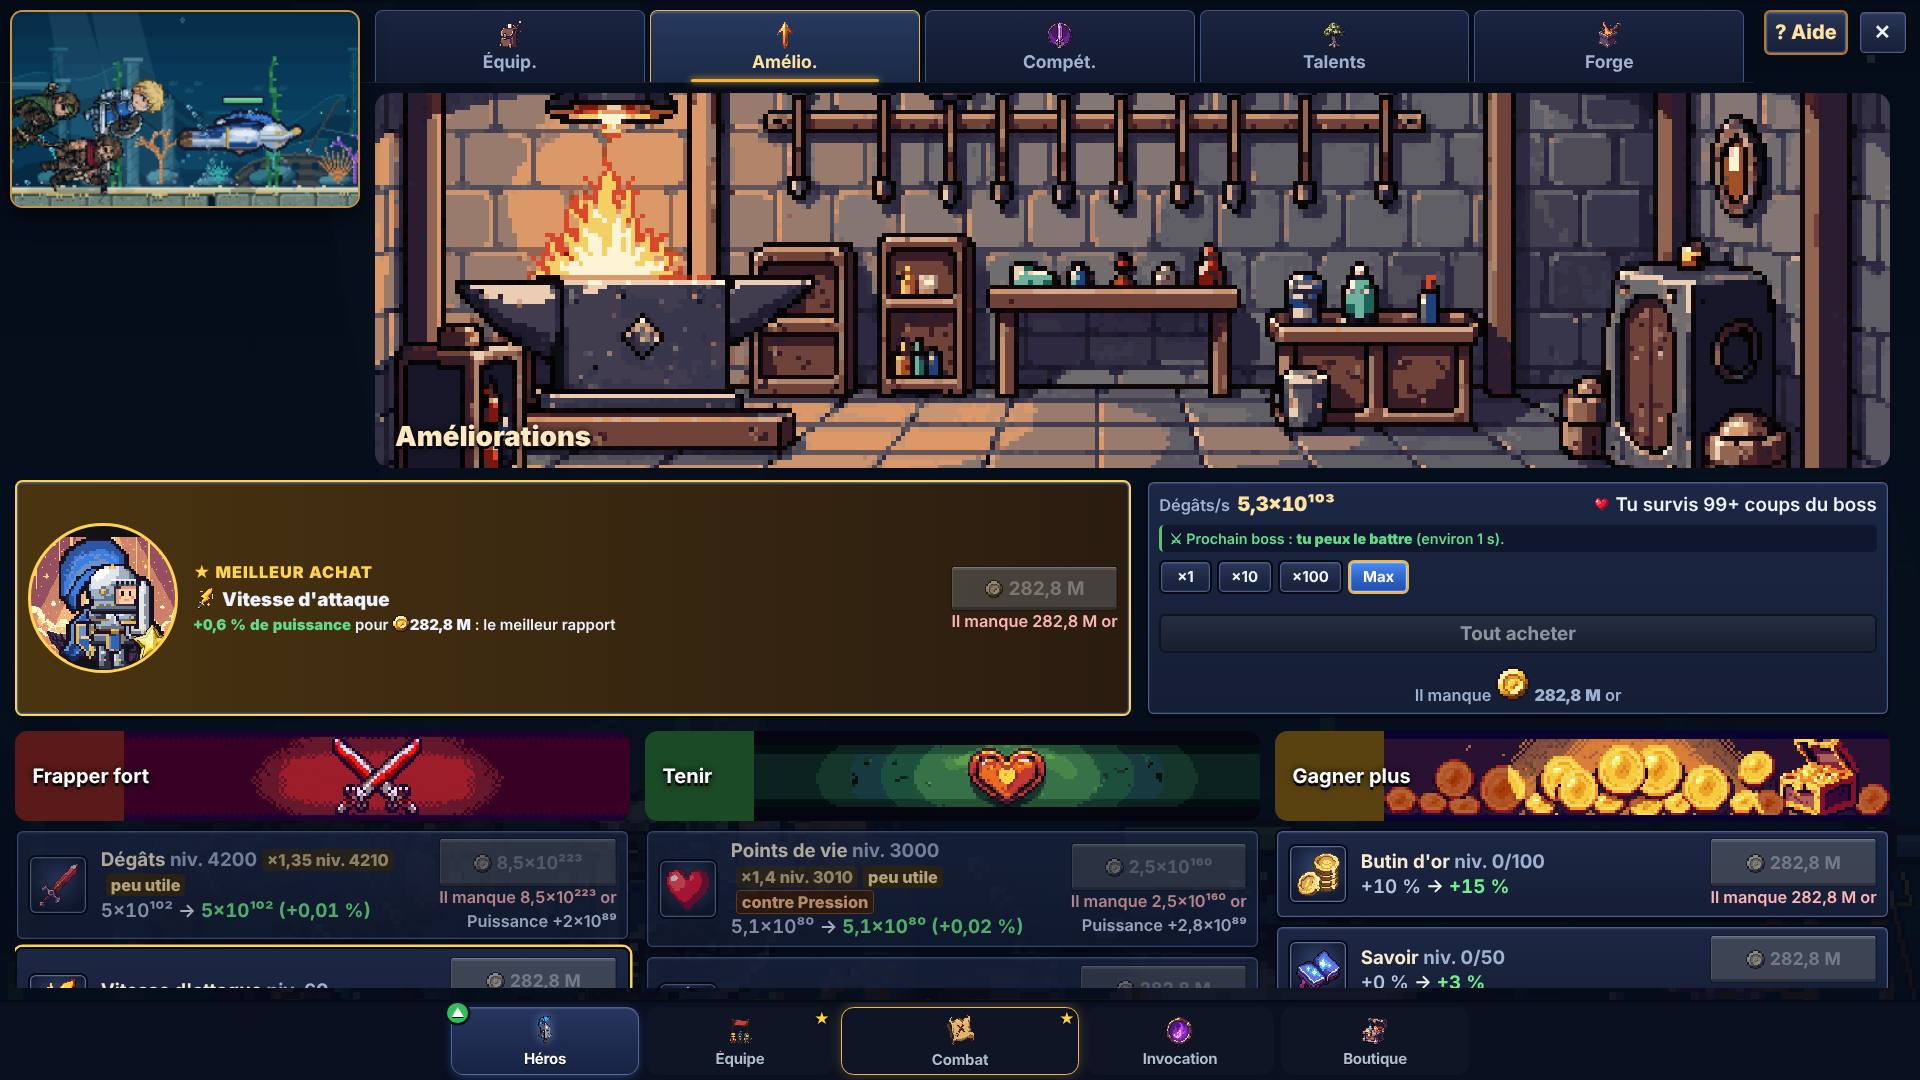 Équip.
Amélio.
Compét.
Talents
Forge
? Aide
×
Améliorations
★ MEILLEUR ACHAT
Vitesse d'attaque
+0,6 % de puissance pour 282,8 M : le meilleur rapport
282,8 M
Il manque 282,8 M or
Dégâts/s 5,3×10¹⁰³
Tu survis 99+ coups du boss
Prochain boss : tu peux le battre (environ 1 s).
×1
×10
×100
Max
Tout acheter
Il manque 282,8 M or
Frapper fort
Tenir
Gagner plus
Dégâts niv. 4200 ×1,35 niv. 4210
peu utile
5×10¹⁰² → 5×10¹⁰² (+0,01 %)
8,5×10²²³
Il manque 8,5×10²²³ or
Puissance +2×10⁸⁹
Points de vie niv. 3000
×1,4 niv. 3010 peu utile
contre Pression
5,1×10⁸⁰ → 5,1×10⁸⁰ (+0,02 %)
2,5×10¹⁶⁰
Il manque 2,5×10¹⁶⁰ or
Puissance +2,8×10⁸⁹
Butin d'or niv. 0/100
+10 % → +15 %
282,8 M
Il manque 282,8 M or
Vitesse d'attaque niv. 60
282,8 M
282,8 M
Savoir niv. 0/50
+0 % → +3 %
282,8 M
Héros
Équipe
★
Combat
★
Invocation
Boutique